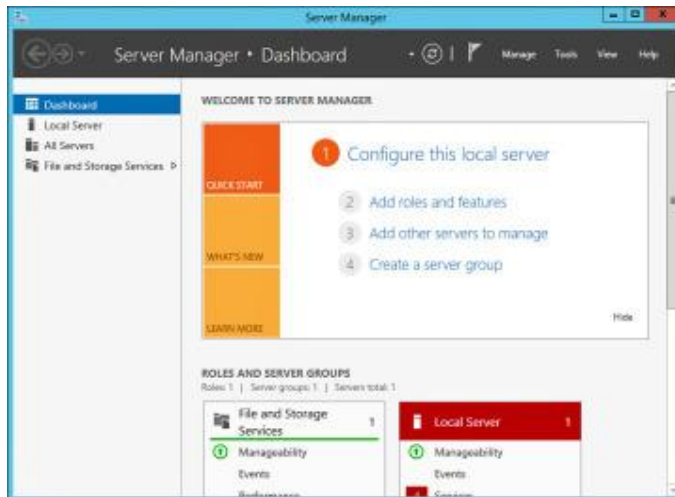 Server Manager
Server Manager • Dashboard
Manage Tools View Help
Dashboard
Local Server
All Servers
File and Storage Services
WELCOME TO SERVER MANAGER
QUICK START
WHAT'S NEW
LEARN MORE
1 Configure this local server
2 Add roles and features
3 Add other servers to manage
4 Create a server group
Hide
ROLES AND SERVER GROUPS
Roles: 1 | Server groups: 1 | Servers total: 1
File and Storage Services 1
Manageability
Events
Performance
Local Server 1
Manageability
Events
Services